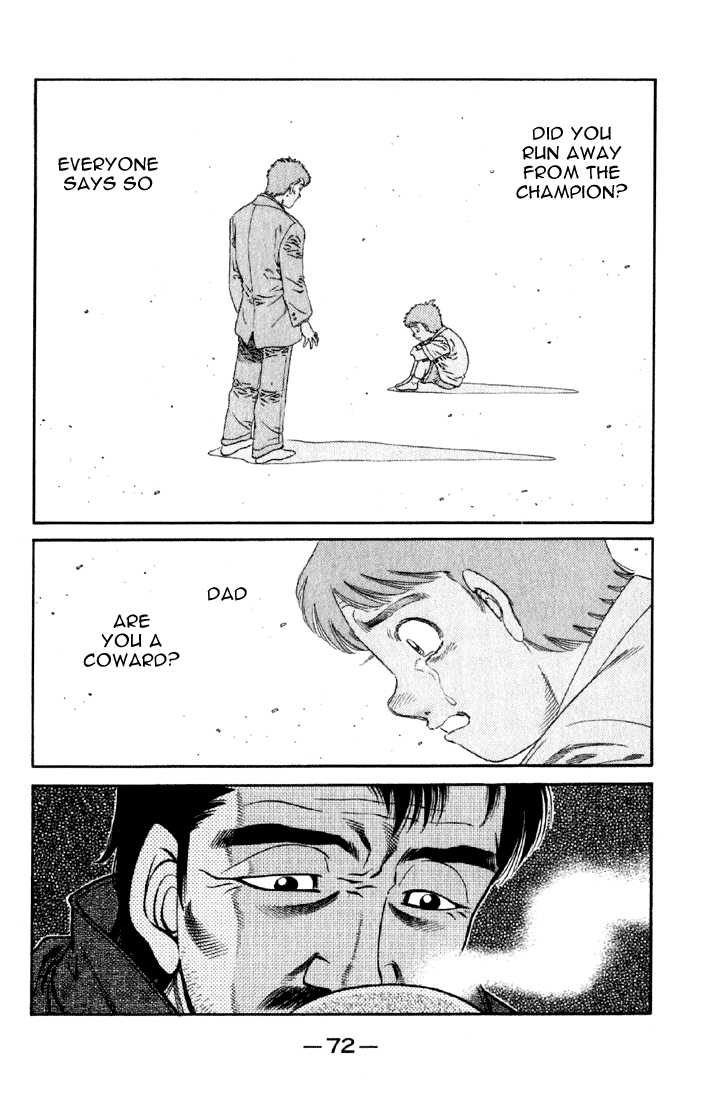 DID YOU
RUN AWAY
FROM THE
CHAMPION?
EVERYONE
SAYS SO
DAD
ARE
YOU A
COWARD?
—72—